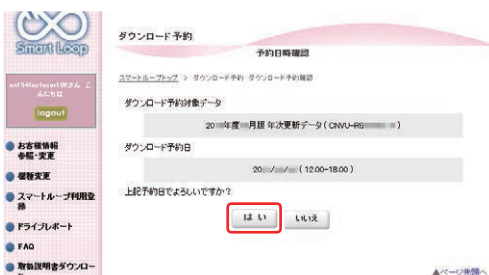 Smart Loop
ダウンロード予約
予約日時確認
スマートループトップ > ダウンロード予約 ダウンロード予約確認
さん こ
んにちは
logout
ダウンロード予約対象データ
20 年度 月版 年次更新データ(CNVU-R6 )
ダウンロード予約日
20 / / (12:00-18:00)
上記予約日でよろしいですか?
はい
いいえ
お客様情報
参照・変更
機種変更
スマートループ利用登
録
ドライブレポート
FAQ
取扱説明書ダウンロー
▲ページ先頭へ